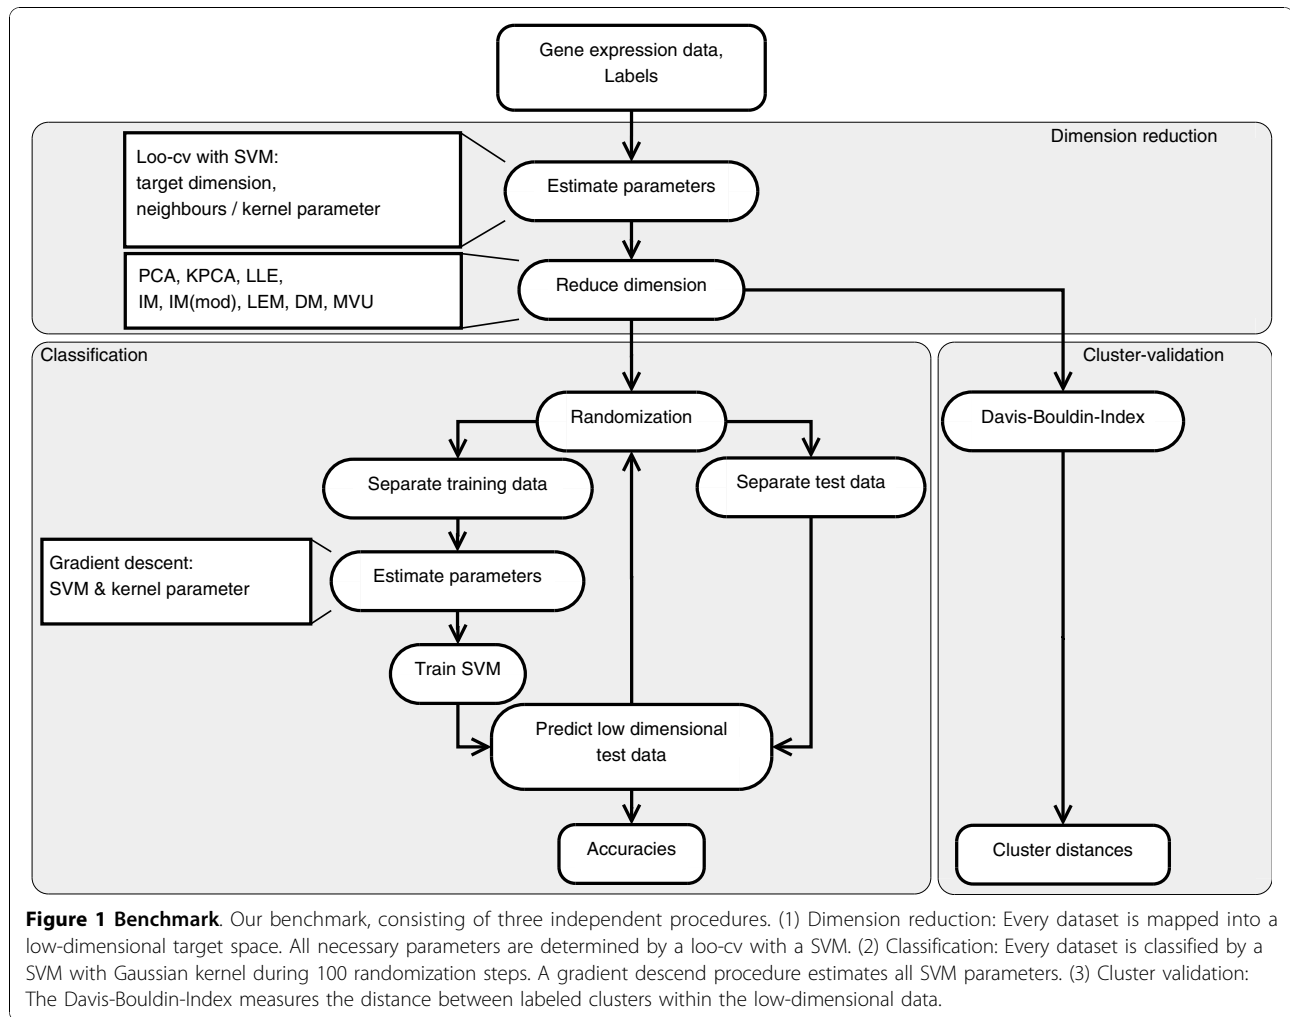 Gene expression data,
Labels
Dimension reduction
Loo-cv with SVM:
target dimension,
neighbours / kernel parameter
Estimate parameters
PCA, KPCA, LLE,
IM, IM(mod), LEM, DM, MVU
Reduce dimension
Classification
Cluster-validation
Randomization
Davis-Bouldin-Index
Separate training data
Separate test data
Gradient descent:
SVM & kernel parameter
Estimate parameters
Train SVM
Predict low dimensional
test data
Accuracies
Cluster distances
Figure 1 Benchmark. Our benchmark, consisting of three independent procedures. (1) Dimension reduction: Every dataset is mapped into a
low-dimensional target space. All necessary parameters are determined by a loo-cv with a SVM. (2) Classification: Every dataset is classified by a
SVM with Gaussian kernel during 100 randomization steps. A gradient descend procedure estimates all SVM parameters. (3) Cluster validation:
The Davis-Bouldin-Index measures the distance between labeled clusters within the low-dimensional data.